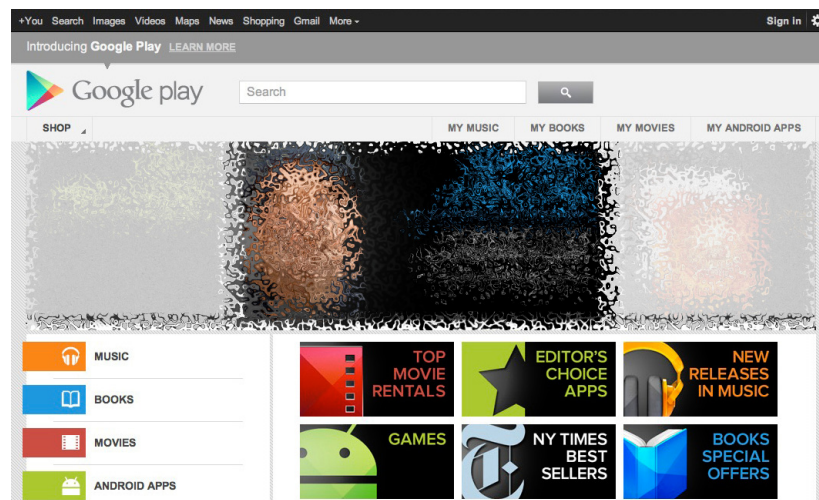 +You Search Images Videos Maps News Shopping Gmail More
Sign in
Introducing Google Play LEARN MORE
Google play
Search
SHOP
MY MUSIC MY BOOKS MY MOVIES MY ANDROID APPS
MUSIC
BOOKS
MOVIES
ANDROID APPS
TOP
MOVIE
RENTALS
EDITOR'S
CHOICE
APPS
NEW
RELEASES
IN MUSIC
GAMES
NY TIMES
BEST
SELLERS
BOOKS
SPECIAL
OFFERS